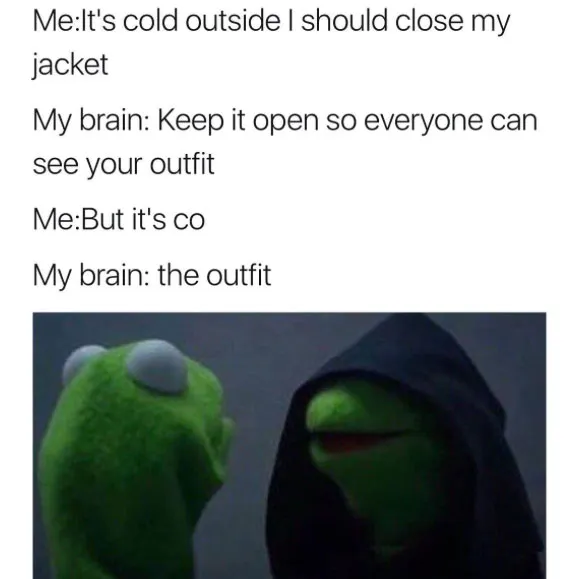 Me:It's cold outside I should close my
jacket
My brain: Keep it open so everyone can
see your outfit
Me:But it's co
My brain: the outfit